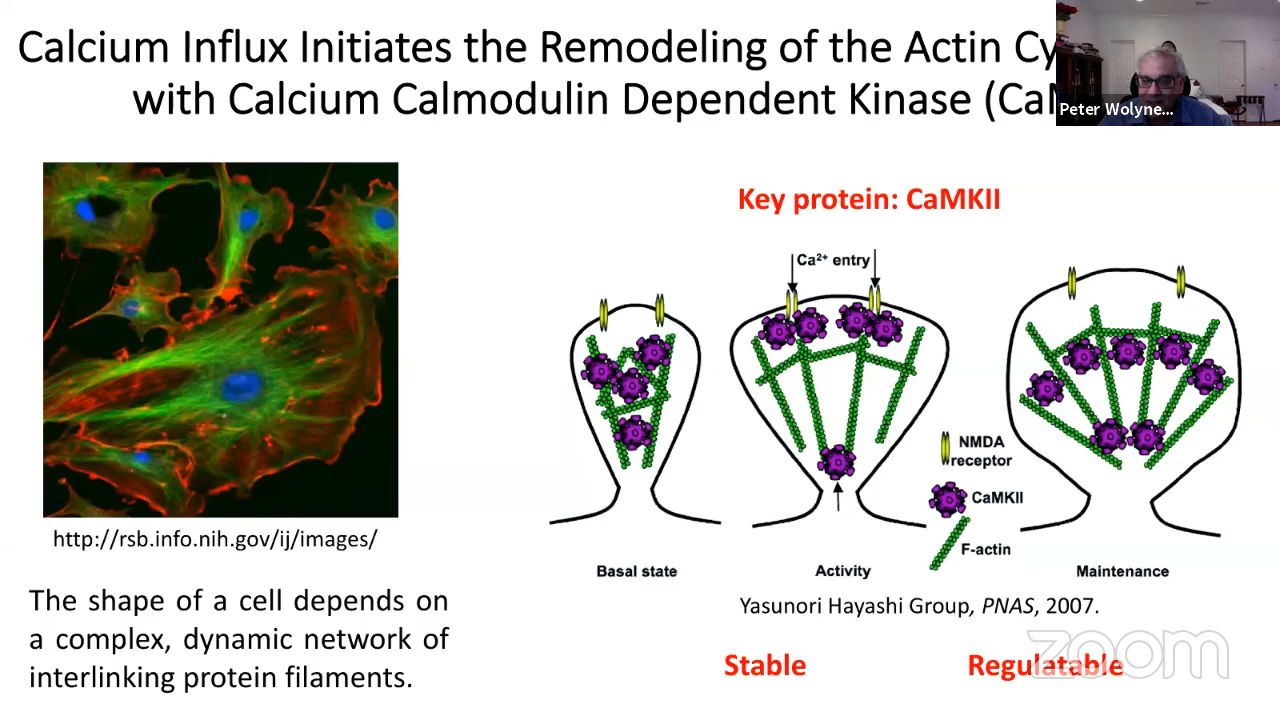 Calcium Influx Initiates the Remodeling of the Actin
with Calcium Calmodulin Dependent Kinase
Peter Wolyne...
Key protein: CaMKII
Ca²⁺ entry
NMDA
receptor
CaMKII
F-actin
Basal state
Activity
Maintenance
http://rsb.info.nih.gov/ij/images/
Yasunori Hayashi Group, PNAS, 2007.
The shape of a cell depends on
a complex, dynamic network of
interlinking protein filaments.
Stable
Regulatable
zoom